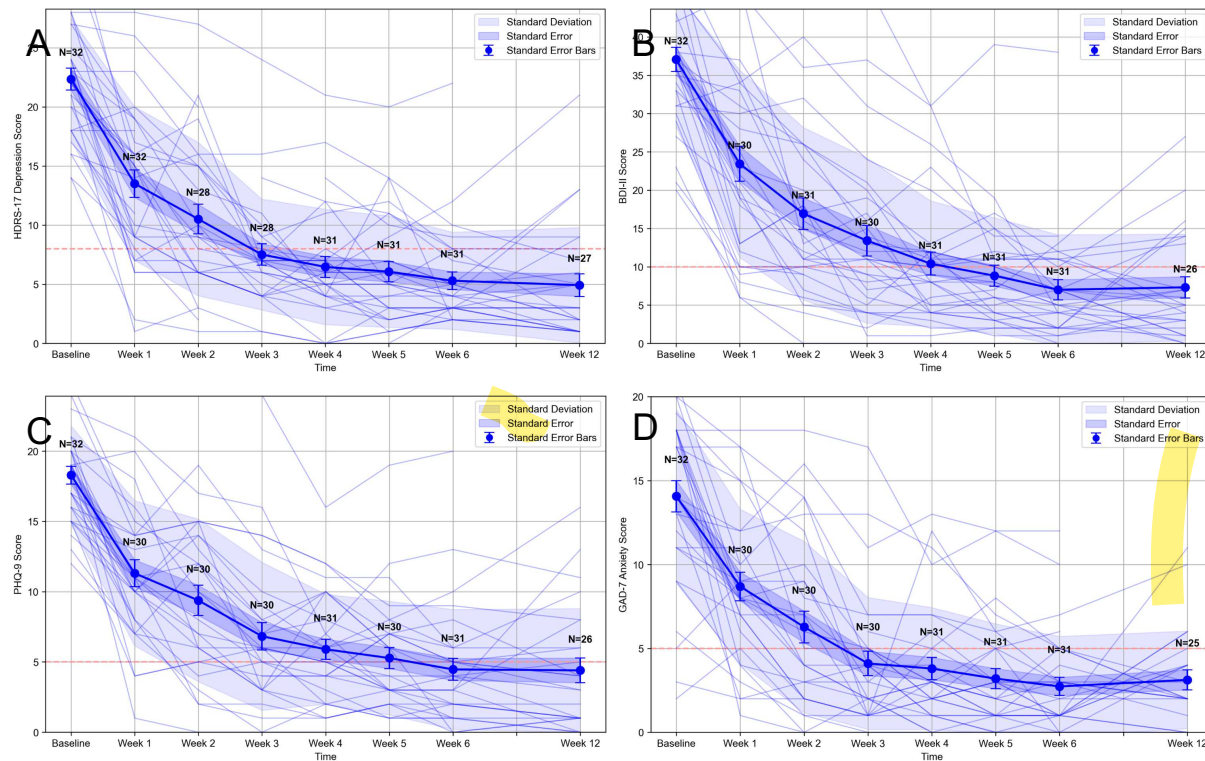 A
Standard Deviation
Standard Error
Standard Error Bars
HDRS-17 Depression Score
25
20
15
10
5
0
N=32
N=32
N=28
N=28
N=31
N=31
N=31
N=27
Baseline Week 1 Week 2 Week 3 Week 4 Week 5 Week 6 Week 12
Time
B
Standard Deviation
Standard Error
Standard Error Bars
BDI-II Score
40
35
30
25
20
15
10
5
0
N=32
N=30
N=31
N=30
N=31
N=31
N=31
N=26
Baseline Week 1 Week 2 Week 3 Week 4 Week 5 Week 6 Week 12
Time
C
Standard Deviation
Standard Error
Standard Error Bars
PHQ-9 Score
20
15
10
5
0
N=32
N=30
N=30
N=30
N=31
N=30
N=31
N=26
Baseline Week 1 Week 2 Week 3 Week 4 Week 5 Week 6 Week 12
Time
D
Standard Deviation
Standard Error
Standard Error Bars
GAD-7 Anxiety Score
20
15
10
5
0
N=32
N=30
N=30
N=30
N=31
N=31
N=31
N=25
Baseline Week 1 Week 2 Week 3 Week 4 Week 5 Week 6 Week 12
Time